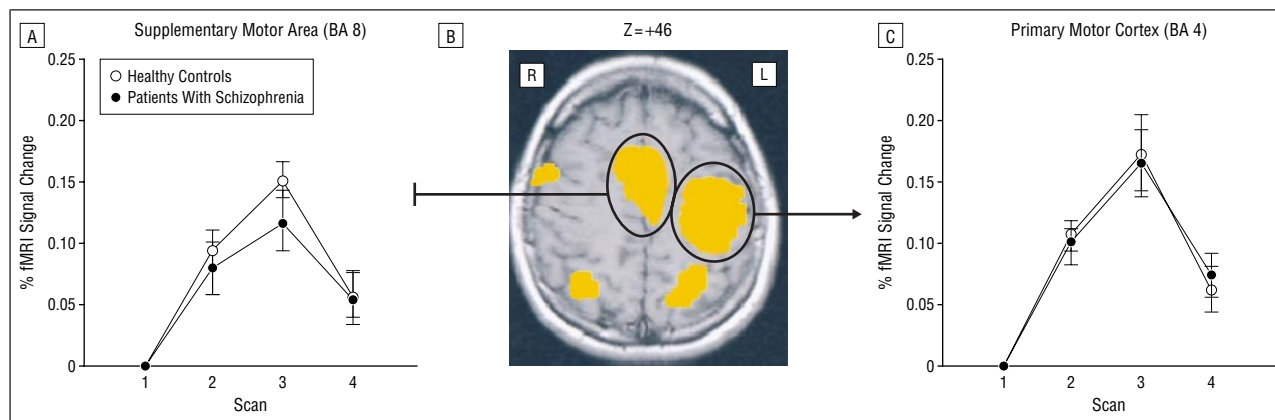 A
Supplementary Motor Area (BA 8)
% fMRI Signal Change
0.25
0.20
0.15
0.10
0.05
0
Healthy Controls
Patients With Schizophrenia
1 2 3 4
Scan
B
Z = +46
R
L
C
Primary Motor Cortex (BA 4)
% fMRI Signal Change
0.25
0.20
0.15
0.10
0.05
0
1 2 3 4
Scan